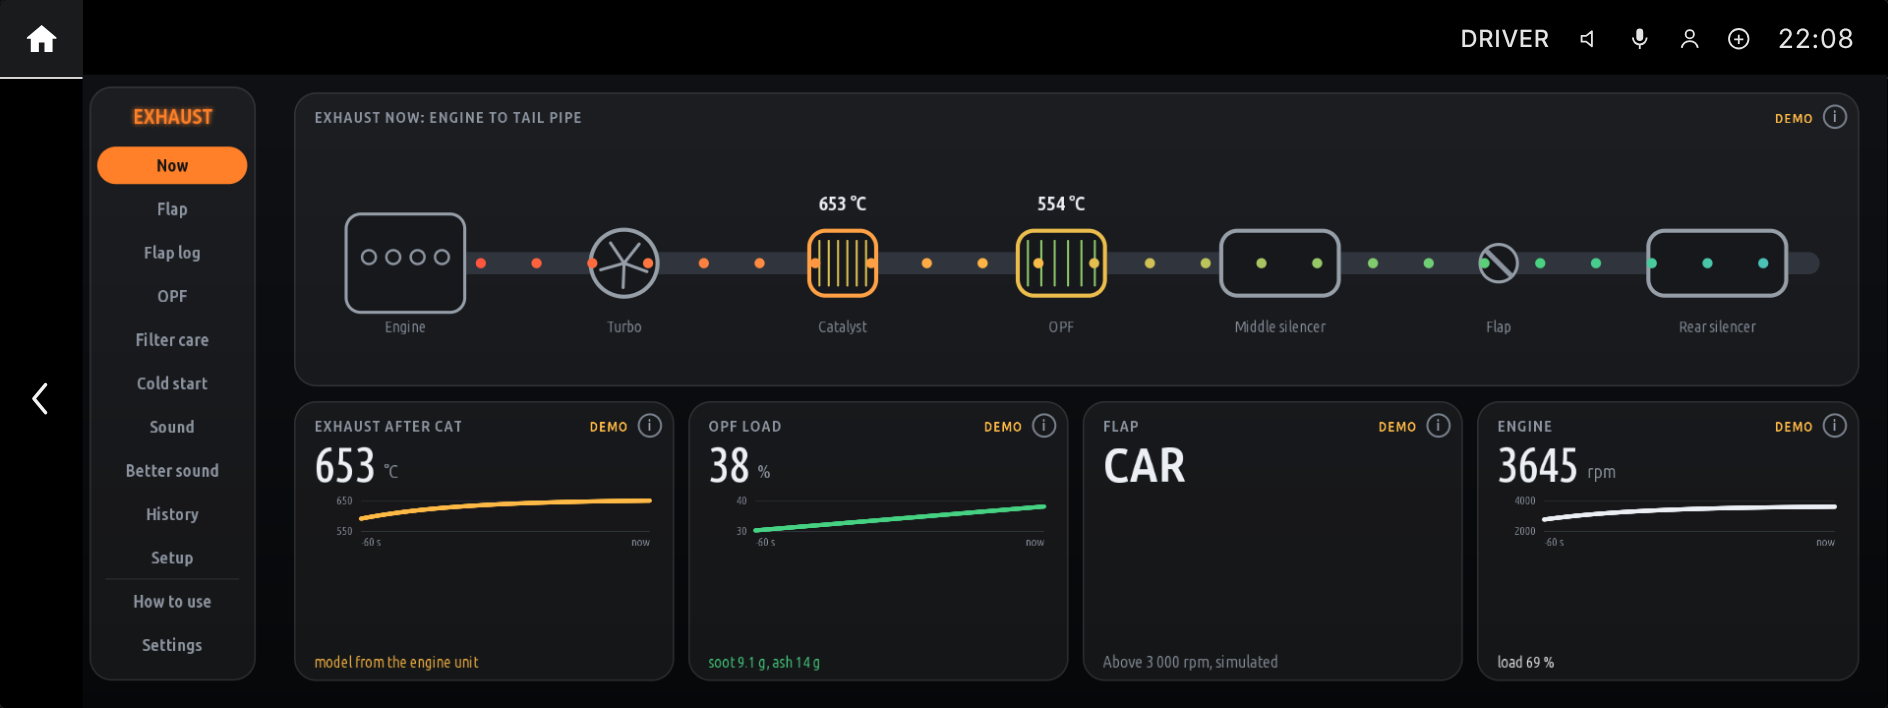 DRIVER 22:08
EXHAUST
Now
Flap
Flap log
OPF
Filter care
Cold start
Sound
Better sound
History
Setup
How to use
Settings
EXHAUST NOW: ENGINE TO TAIL PIPE
DEMO i
653 °C
554 °C
Engine
Turbo
Catalyst
OPF
Middle silencer
Flap
Rear silencer
EXHAUST AFTER CAT
DEMO i
653 °C
650
550
-60 s
now
model from the engine unit
OPF LOAD
DEMO i
38 %
40
30
-60 s
now
soot 9.1 g, ash 14 g
FLAP
DEMO i
CAR
Above 3 000 rpm, simulated
ENGINE
DEMO i
3645 rpm
4000
2000
-60 s
now
load 69 %